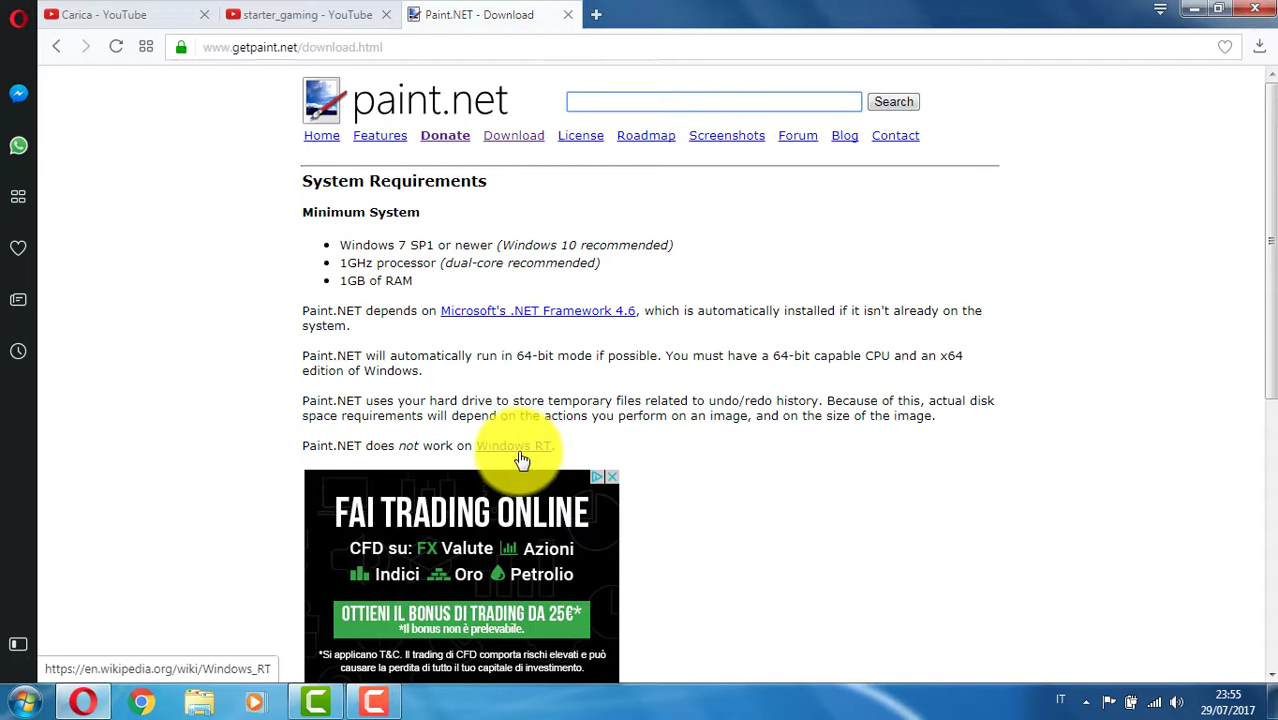 Carica - YouTube
starter_gaming - YouTube
Paint.NET - Download
www.getpaint.net/download.html
paint.net
Search
Home Features Donate Download License Roadmap Screenshots Forum Blog Contact
System Requirements
Minimum System
Windows 7 SP1 or newer (Windows 10 recommended)
1GHz processor (dual-core recommended)
1GB of RAM
Paint.NET depends on Microsoft's .NET Framework 4.6, which is automatically installed if it isn't already on the
system.
Paint.NET will automatically run in 64-bit mode if possible. You must have a 64-bit capable CPU and an x64
edition of Windows.
Paint.NET uses your hard drive to store temporary files related to undo/redo history. Because of this, actual disk
space requirements will depend on the actions you perform on an image, and on the size of the image.
Paint.NET does not work on Windows RT.
FAI TRADING ONLINE
CFD su: FX Valute Azioni
Indici Oro Petrolio
OTTIENI IL BONUS DI TRADING DA 25€*
*Il bonus non è prelevabile.
*Si applicano T&C. Il trading di CFD comporta rischi elevati e può
causare la perdita di tutto il tuo capitale di investimento.
https://en.wikipedia.org/wiki/Windows_RT
IT
23:55
29/07/2017